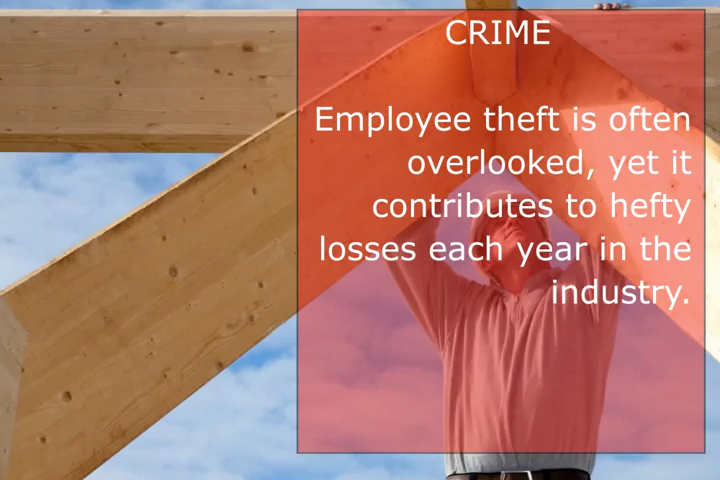 CRIME
Employee theft is often
overlooked, yet it
contributes to hefty
losses each year in the
industry.